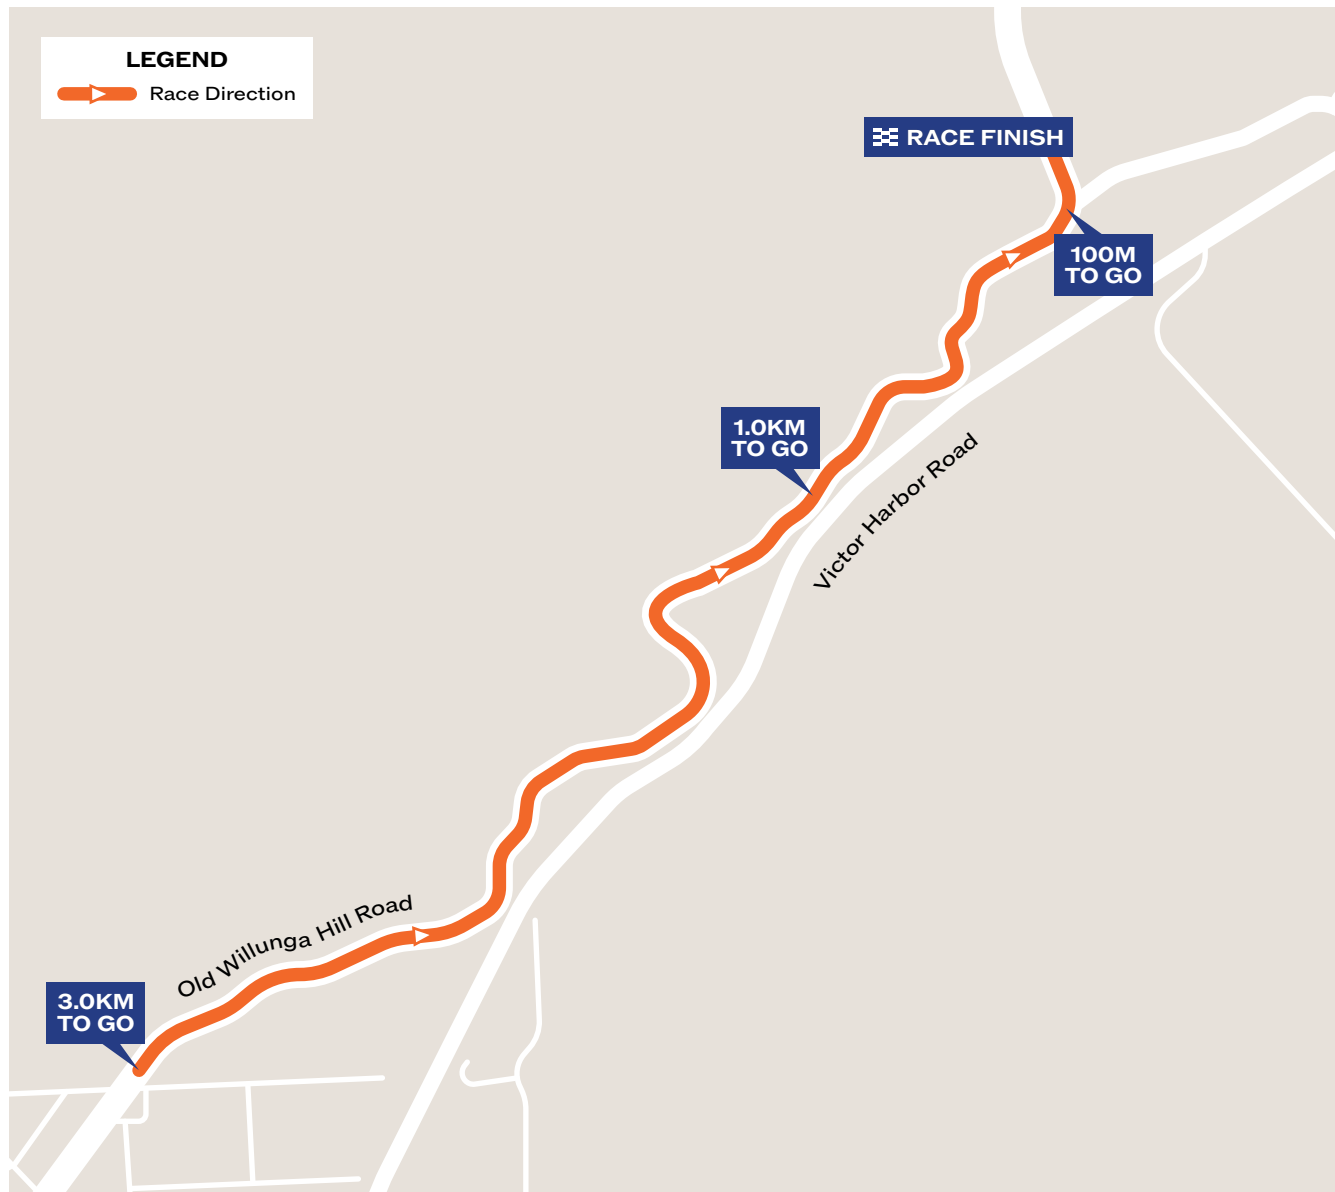 LEGEND
Race Direction
RACE FINISH
100M
TO GO
1.0KM
TO GO
Victor Harbor Road
Old Willunga Hill Road
3.0KM
TO GO